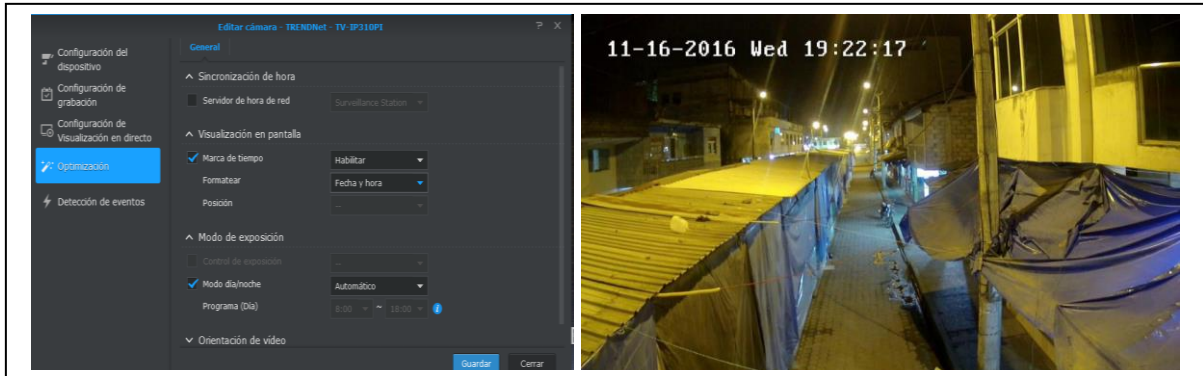 Editar cámara - TRENDNet - TV-IP310PI
? X
Configuración del
dispositivo
Configuración de
grabación
Configuración de
Visualización en directo
Optimización
Detección de eventos
General
Sincronización de hora
Servidor de hora de red Surveillance Station
Visualización en pantalla
Marca de tiempo Habilitar
Formatear Fecha y hora
Posición --
Modo de exposición
Control de exposición --
Modo día/noche Automático
Programa (Día) 8:00 ~ 18:00
Orientación de vídeo
Guardar Cerrar
11-16-2016 Wed 19:22:17